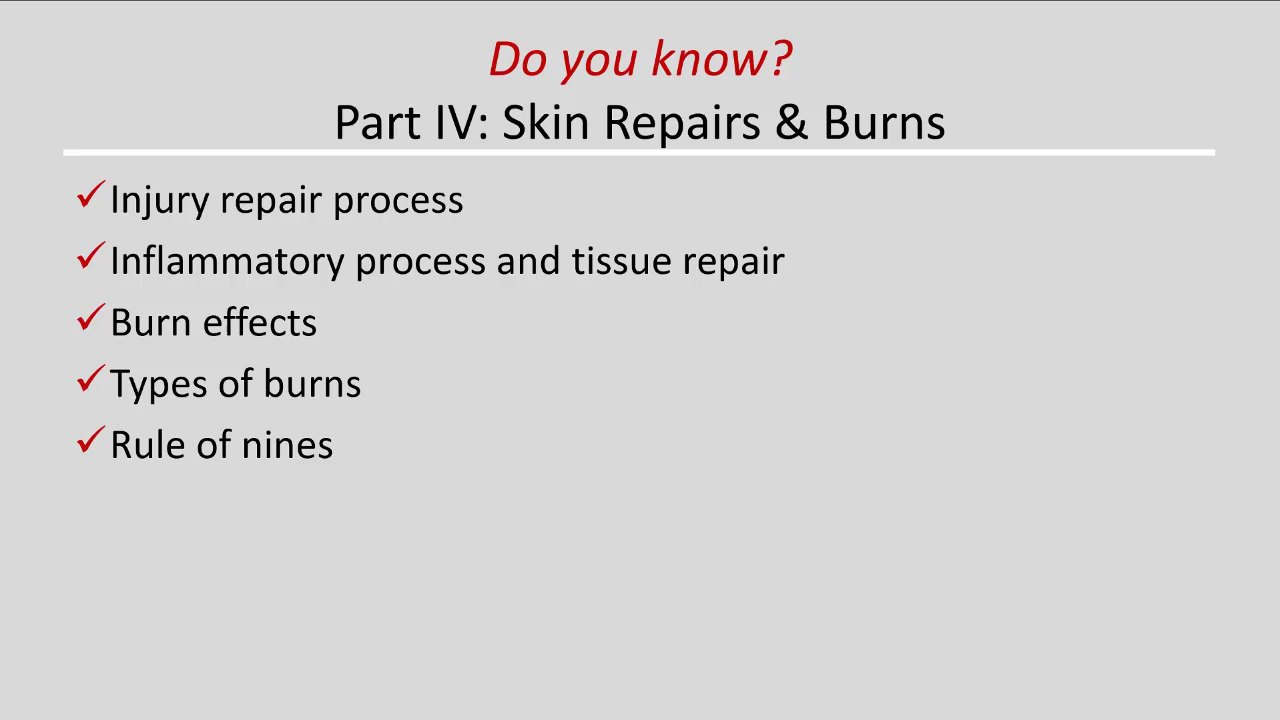 Do you know?
Part IV: Skin Repairs & Burns
✓Injury repair process
✓Inflammatory process and tissue repair
✓Burn effects
✓Types of burns
✓Rule of nines